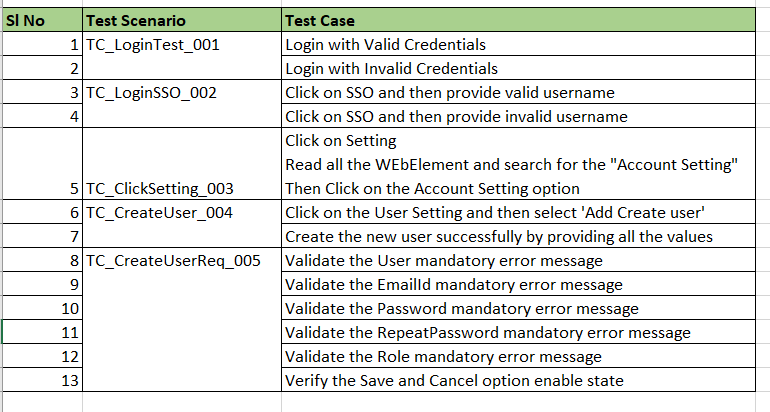 Sl No Test Scenario Test Case
1 TC_LoginTest_001 Login with Valid Credentials
2 Login with Invalid Credentials
3 TC_LoginSSO_002 Click on SSO and then provide valid username
4 Click on SSO and then provide invalid username
Click on Setting
Read all the WEbElement and search for the "Account Setting"
5 TC_ClickSetting_003 Then Click on the Account Setting option
6 TC_CreateUser_004 Click on the User Setting and then select 'Add Create user'
7 Create the new user successfully by providing all the values
8 TC_CreateUserReq_005 Validate the User mandatory error message
9 Validate the EmailId mandatory error message
10 Validate the Password mandatory error message
11 Validate the RepeatPassword mandatory error message
12 Validate the Role mandatory error message
13 Verify the Save and Cancel option enable state